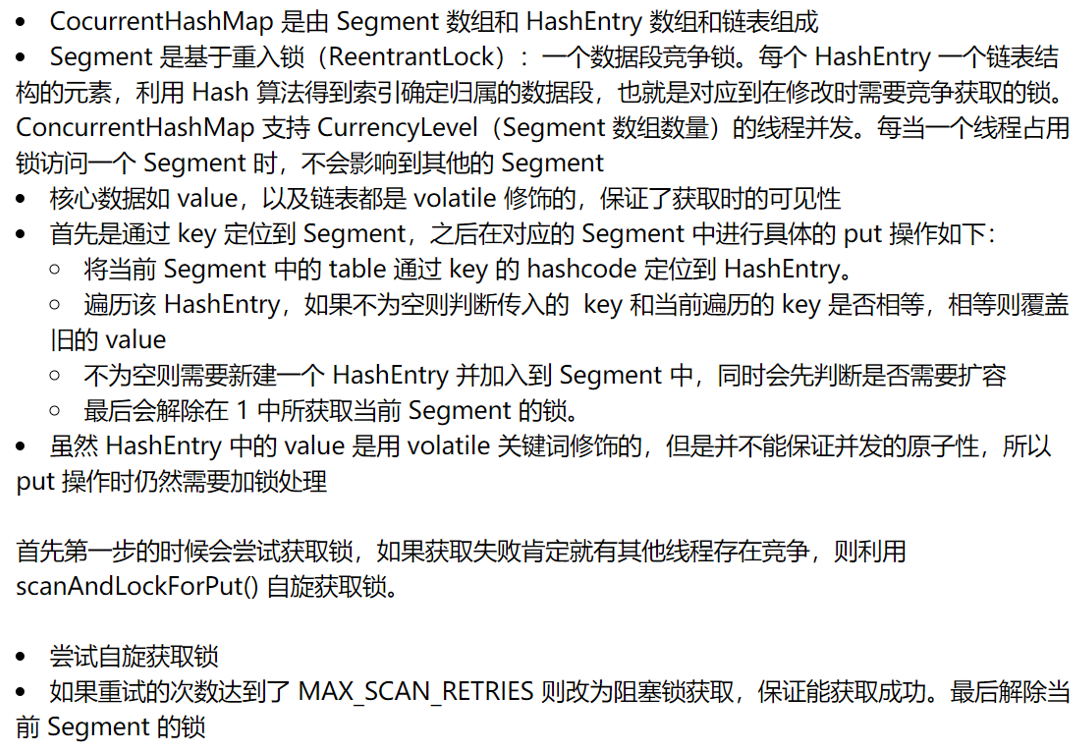 • CocurrentHashMap 是由 Segment 数组和 HashEntry 数组和链表组成
• Segment 是基于重入锁（ReentrantLock）：一个数据段竞争锁。每个 HashEntry 一个链表结
构的元素，利用 Hash 算法得到索引确定归属的数据段，也就是对应到在修改时需要竞争获取的锁。
ConcurrentHashMap 支持 CurrencyLevel（Segment 数组数量）的线程并发。每当一个线程占用
锁访问一个 Segment 时，不会影响到其他的 Segment
• 核心数据如 value，以及链表都是 volatile 修饰的，保证了获取时的可见性
• 首先是通过 key 定位到 Segment，之后在对应的 Segment 中进行具体的 put 操作如下：
○ 将当前 Segment 中的 table 通过 key 的 hashcode 定位到 HashEntry。
○ 遍历该 HashEntry，如果不为空则判断传入的 key 和当前遍历的 key 是否相等，相等则覆盖
旧的 value
○ 不为空则需要新建一个 HashEntry 并加入到 Segment 中，同时会先判断是否需要扩容
○ 最后会解除在 1 中所获取当前 Segment 的锁。
• 虽然 HashEntry 中的 value 是用 volatile 关键词修饰的，但是并不能保证并发的原子性，所以
put 操作时仍然需要加锁处理
首先第一步的时候会尝试获取锁，如果获取失败肯定就有其他线程存在竞争，则利用
scanAndLockForPut() 自旋获取锁。
• 尝试自旋获取锁
• 如果重试的次数达到了 MAX_SCAN_RETRIES 则改为阻塞锁获取，保证能获取成功。最后解除当
前 Segment 的锁